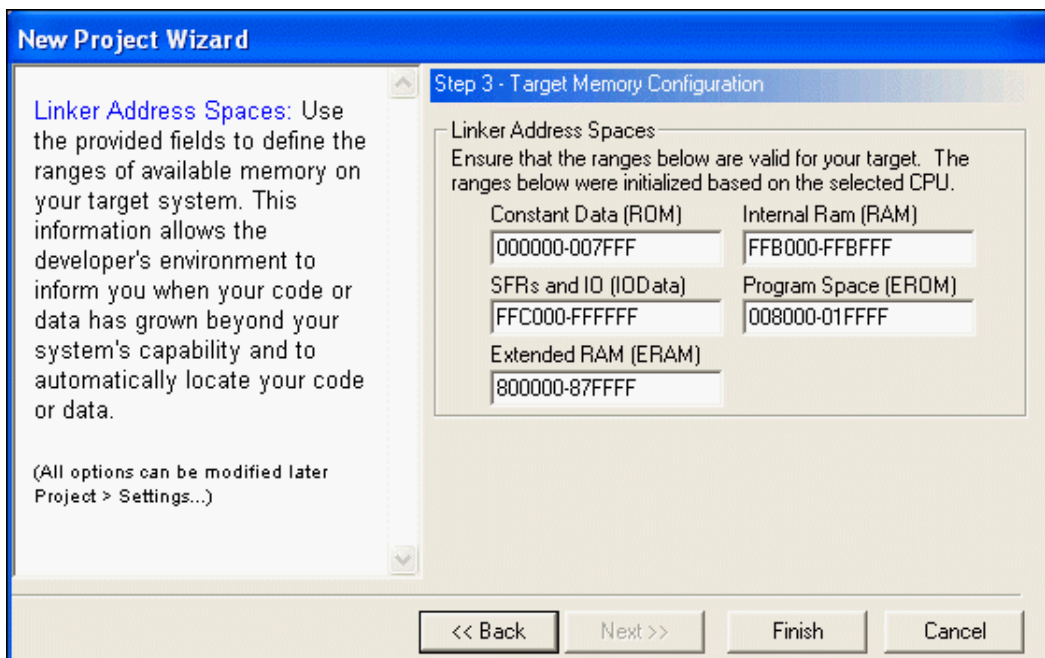 New Project Wizard
Linker Address Spaces: Use
the provided fields to define the
ranges of available memory on
your target system. This
information allows the
developer's environment to
inform you when your code or
data has grown beyond your
system's capability and to
automatically locate your code
or data.
(All options can be modified later
Project > Settings...)
Step 3 - Target Memory Configuration
Linker Address Spaces
Ensure that the ranges below are valid for your target. The
ranges below were initialized based on the selected CPU.
Constant Data (ROM) Internal Ram (RAM)
000000-007FFF FFB000-FFBFFF
SFRs and IO (IOData) Program Space (EROM)
FFC000-FFFFFF 008000-01FFFF
Extended RAM (ERAM)
800000-87FFFF
<< Back Next >> Finish Cancel